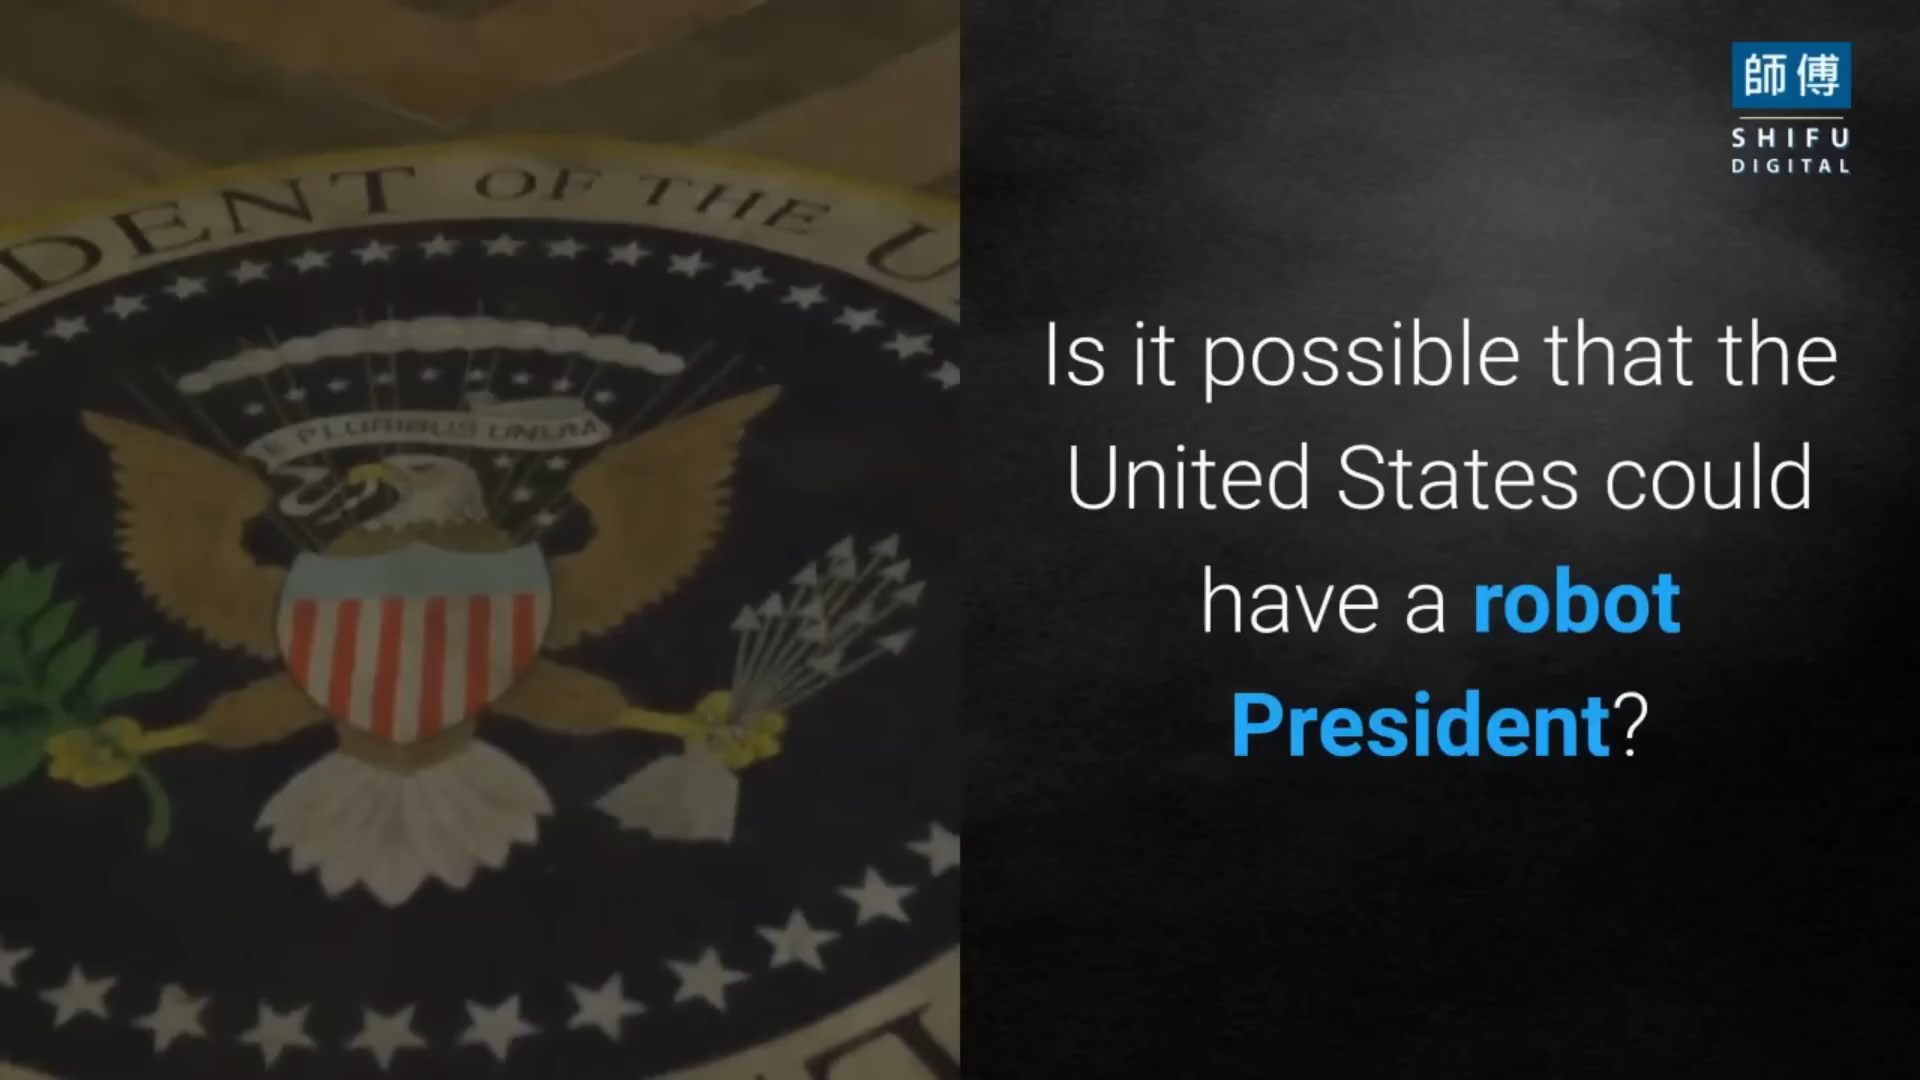 DENT OF THE U
E PLURIBUS UNUM
師傅
SHIFU
DIGITAL
Is it possible that the
United States could
have a robot
President?